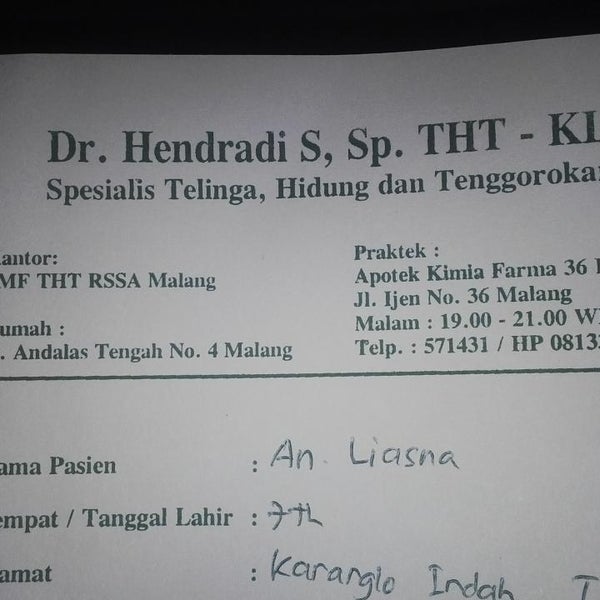 Dr. Hendradi S, Sp. THT - KL
Spesialis Telinga, Hidung dan Tenggorokan
antor:
MF THT RSSA Malang
umah :
. Andalas Tengah No. 4 Malang
Praktek :
Apotek Kimia Farma 36
Jl. Ijen No. 36 Malang
Malam : 19.00 - 21.00 WI
Telp. : 571431 / HP 08133
ama Pasien : An. Liasna
empat / Tanggal Lahir : 7th
amat : Karanglo Indah